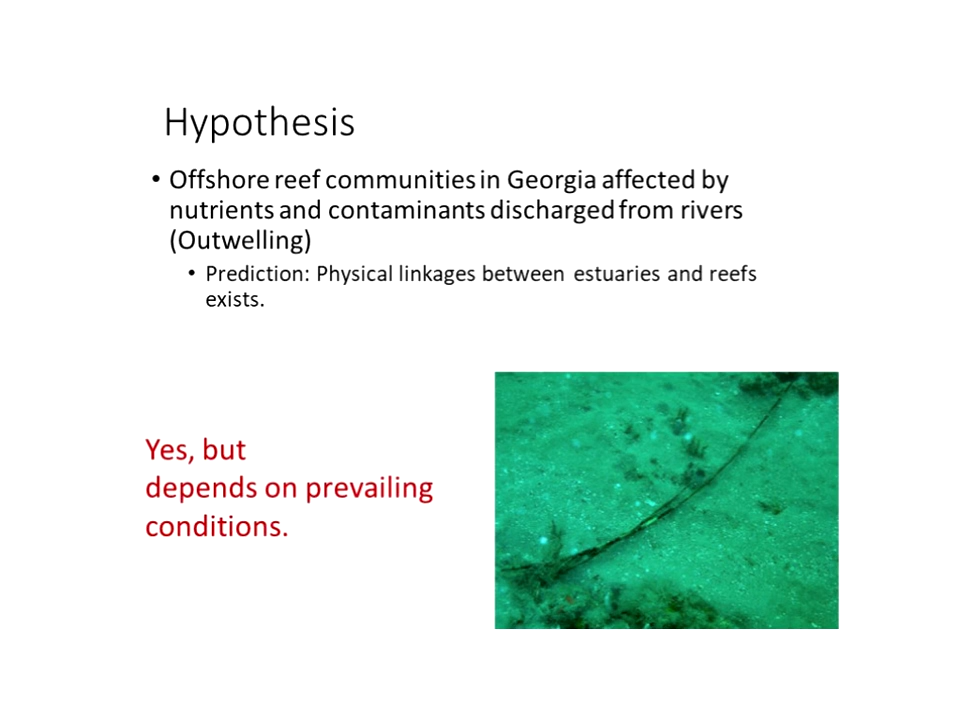 Hypothesis
• Offshore reef communities in Georgia affected by
nutrients and contaminants discharged from rivers
(Outwelling)
• Prediction: Physical linkages between estuaries and reefs
exists.
Yes, but
depends on prevailing
conditions.